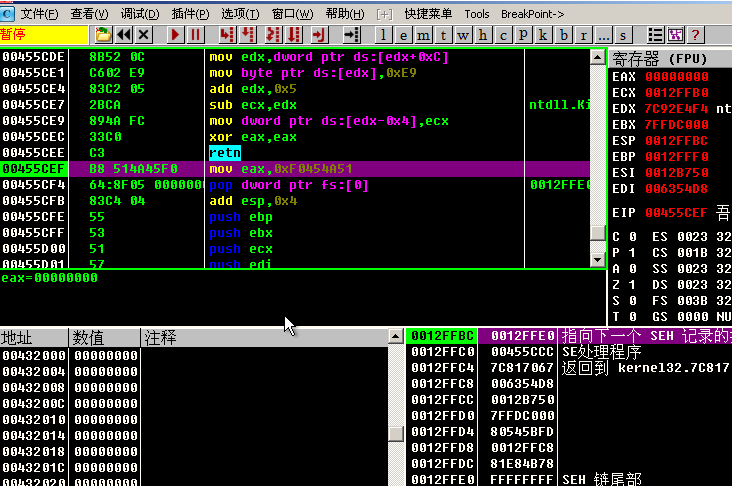 C 文件(F) 查看(V) 调试(D) 插件(P) 选项(T) 窗口(W) 帮助(H) [+] 快捷菜单 Tools BreakPoint->
暂停 l e m t w h c p k b r ... s ?
00455CDE 8B52 0C mov edx,dword ptr ds:[edx+0xC]
00455CE1 C602 E9 mov byte ptr ds:[edx],0xE9
00455CE4 83C2 05 add edx,0x5
00455CE7 2BCA sub ecx,edx ntdll.Ki
00455CE9 894A FC mov dword ptr ds:[edx-0x4],ecx
00455CEC 33C0 xor eax,eax
00455CEE C3 retn
00455CEF B8 514A45F0 mov eax,0xF0454A51
00455CF4 64:8F05 0000000 pop dword ptr fs:[0] 0012FFE0
00455CFB 83C4 04 add esp,0x4
00455CFE 55 push ebp
00455CFF 53 push ebx
00455D00 51 push ecx
00455D01 57 push edi
eax=00000000
寄存器 (FPU)
EAX 00000000
ECX 0012FFB0
EDX 7C92E4F4 nt
EBX 7FFDC000
ESP 0012FFBC
EBP 0012FFF0
ESI 0012B750
EDI 006354D8
EIP 00455CEF 吾
C 0 ES 0023 32
P 1 CS 001B 32
A 0 SS 0023 32
Z 1 DS 0023 32
S 0 FS 003B 32
T 0 GS 0000 NU
地址 数值 注释
00432000 00000000
00432004 00000000
00432008 00000000
0043200C 00000000
00432010 00000000
00432014 00000000
00432018 00000000
0043201C 00000000
00432020 00000000
0012FFBC 0012FFE0 指向下一个 SEH 记录的
0012FFC0 00455CCC SE处理程序
0012FFC4 7C817067 返回到 kernel32.7C817
0012FFC8 006354D8
0012FFCC 0012B750
0012FFD0 7FFDC000
0012FFD4 80545BFD
0012FFD8 0012FFC8
0012FFDC 81E84B78
0012FFE0 FFFFFFFF SEH 链尾部